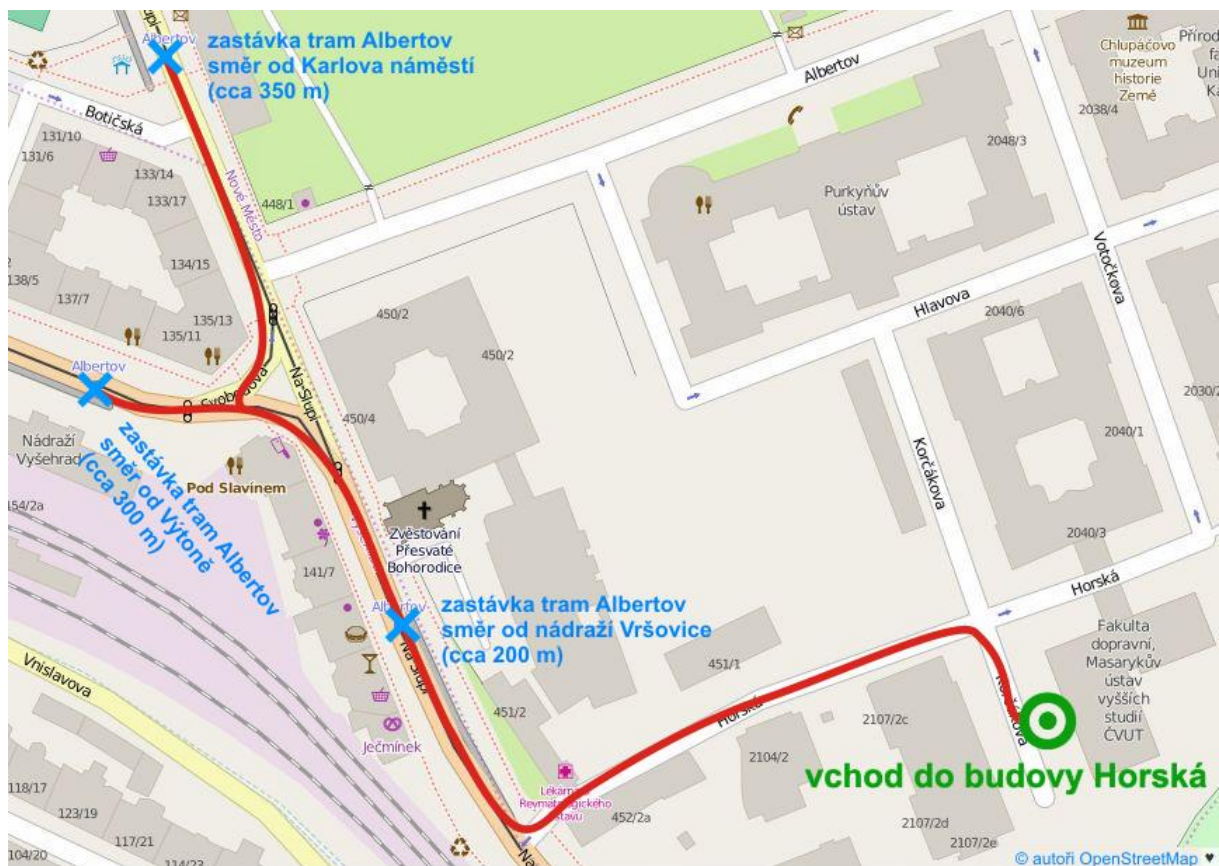 zastávka tram Albertov
směr od Karlova náměstí
(cca 350 m)
Albertov
Botičská
131/10
131/6
133/14
133/17
134/15
138/5
137/7
135/13
135/11
Nové Město
448/1
Albertov
Chlupáčovo
muzeum
historie
Země
2038/4
2048/3
Purkyňův
ústav
Votočkova
Hlavova
2040/6
2040/1
2040/3
Korčákova
450/2
450/2
450/4
Albertov
Svobodova
Na Slupi
Nádraží
Vyšehrad
zastávka tram Albertov
směr od Výtoně
(cca 300 m)
Pod Slavínem
154/2a
141/7
Zvěstování
Přesvaté
Bohorodice
Albertov
zastávka tram Albertov
směr od nádraží Vršovice
(cca 200 m)
Na Slupi
Vnislavova
Ječmínek
451/2
451/1
Horská
Horská
2107/2c
2104/2
452/2a
2107/2d
2107/2e
Korčákova
Fakulta
dopravní,
Masarykův
ústav
vyšších
studií
ČVUT
vchod do budovy Horská
118/17
123/19
117/21
104/20
114/23
© autoři OpenStreetMap